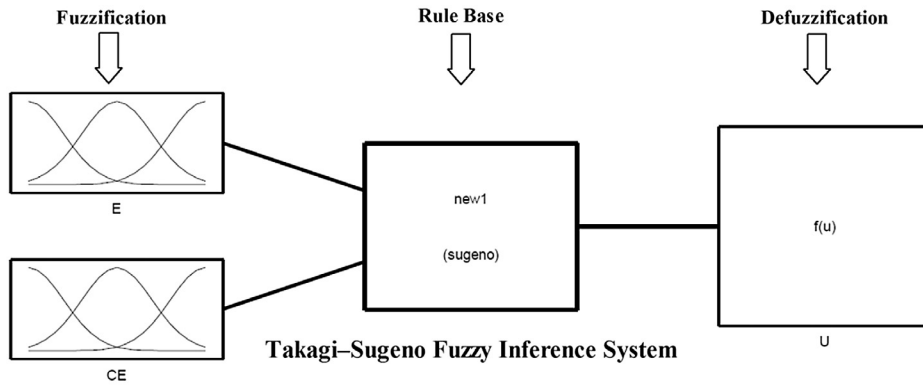 Fuzzification
Rule Base
Defuzzification
E
new1
(sugeno)
f(u)
CE
Takagi–Sugeno Fuzzy Inference System
U